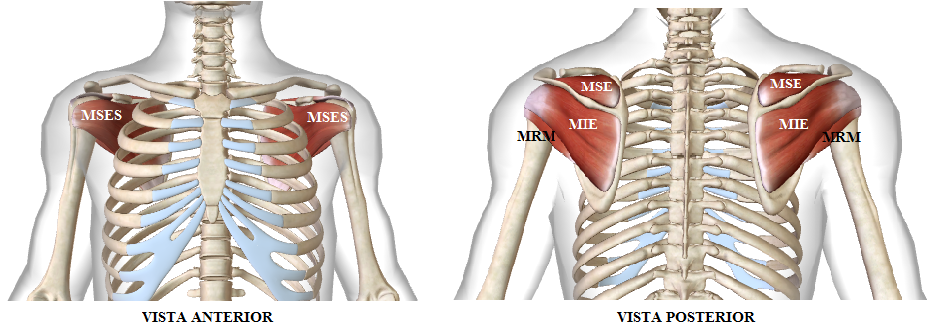 MSES
MSES
VISTA ANTERIOR
MSE
MSE
MIE
MIE
MRM
MRM
VISTA POSTERIOR